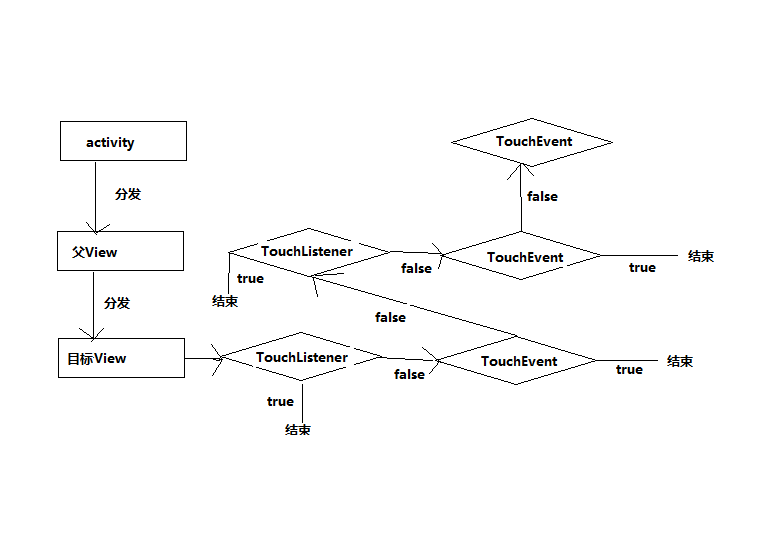 TouchEvent
activity
分发
false
父View
TouchListener
TouchEvent
结束
false
true
true
结束
分发
false
目标View
TouchListener
TouchEvent
结束
false
true
true
结束